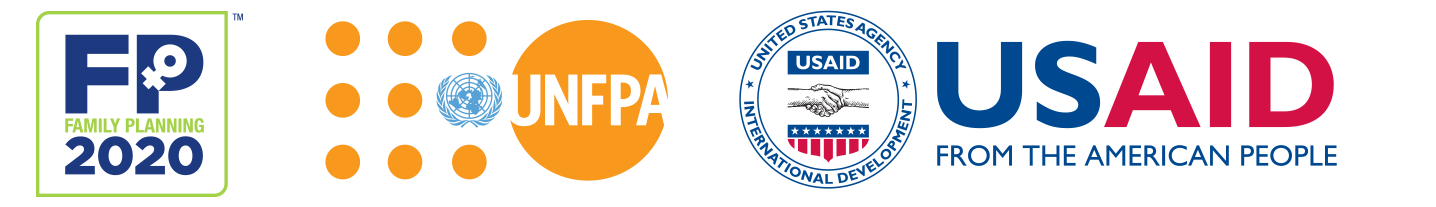 FP
™
FAMILY PLANNING
2020
UNFPA
UNITED STATES AGENCY
INTERNATIONAL DEVELOPMENT
USAID
USAID
FROM THE AMERICAN PEOPLE